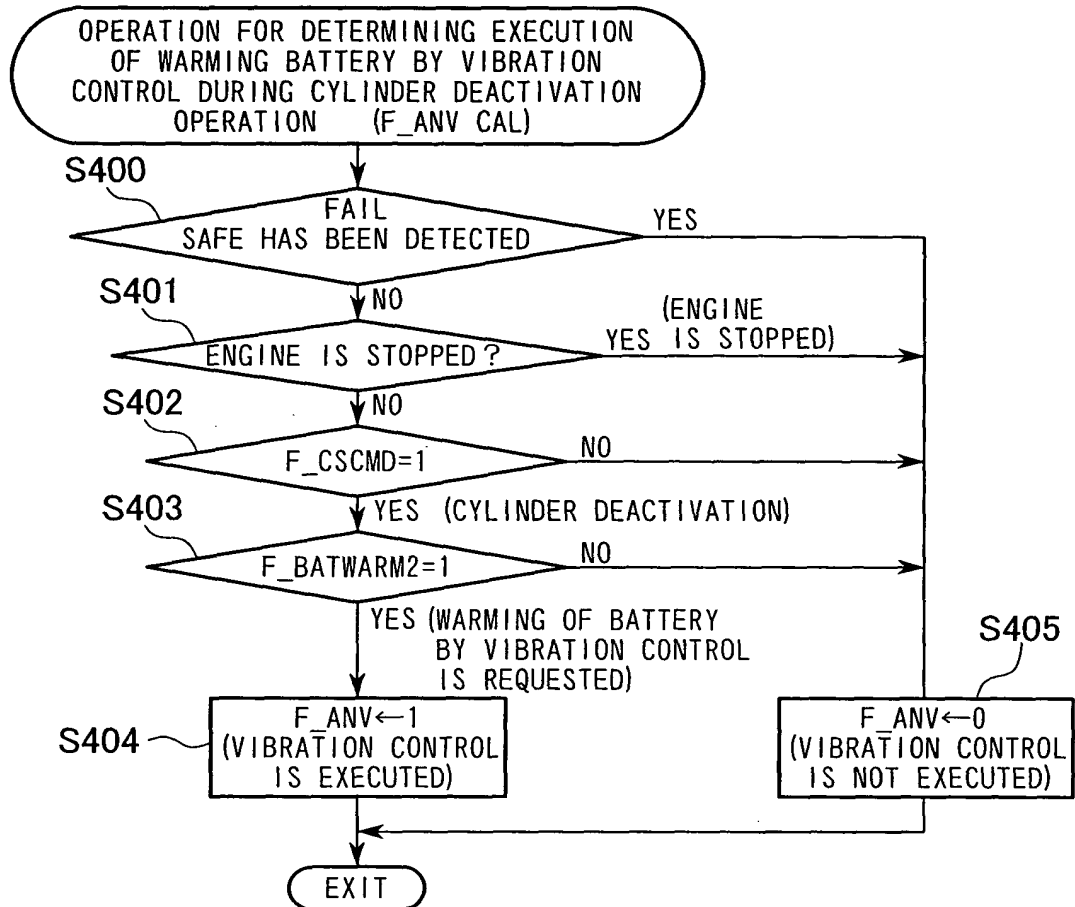 OPERATION FOR DETERMINING EXECUTION
OF WARMING BATTERY BY VIBRATION
CONTROL DURING CYLINDER DEACTIVATION
OPERATION (F_ANV CAL)
S400
FAIL
SAFE HAS BEEN DETECTED
YES
NO
S401
ENGINE IS STOPPED?
(ENGINE
YES IS STOPPED)
NO
S402
F_CSCMD=1
NO
YES (CYLINDER DEACTIVATION)
S403
F_BATWARM2=1
NO
YES (WARMING OF BATTERY
BY VIBRATION CONTROL
IS REQUESTED)
S404
F_ANV←1
(VIBRATION CONTROL
IS EXECUTED)
S405
F_ANV←0
(VIBRATION CONTROL
IS NOT EXECUTED)
EXIT